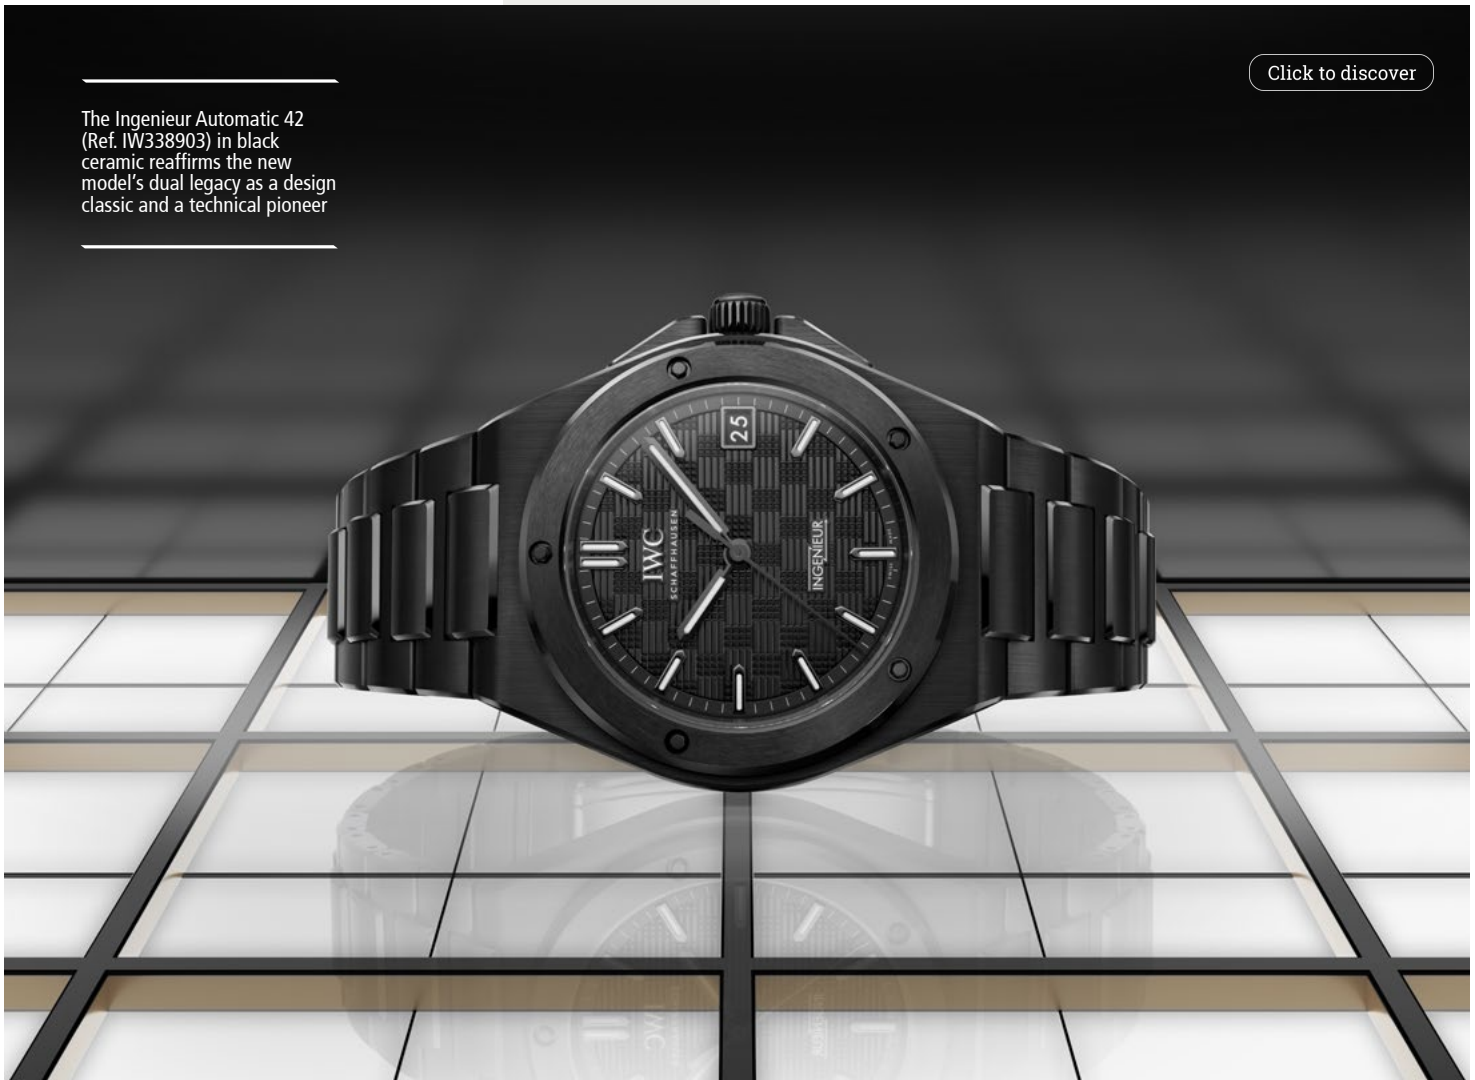 Click to discover
The Ingenieur Automatic 42
(Ref. IW338903) in black
ceramic reaffirms the new
model’s dual legacy as a design
classic and a technical pioneer
25
IWC
SCHAFFHAUSEN
INGENIEUR